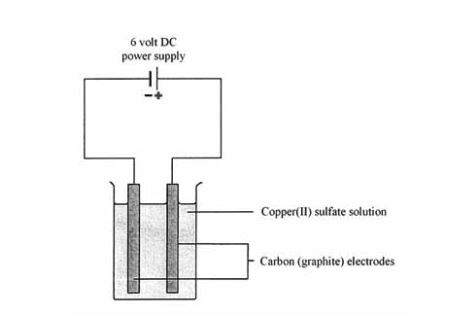 6 volt DC
power supply
− +
Copper(II) sulfate solution
Carbon (graphite) electrodes